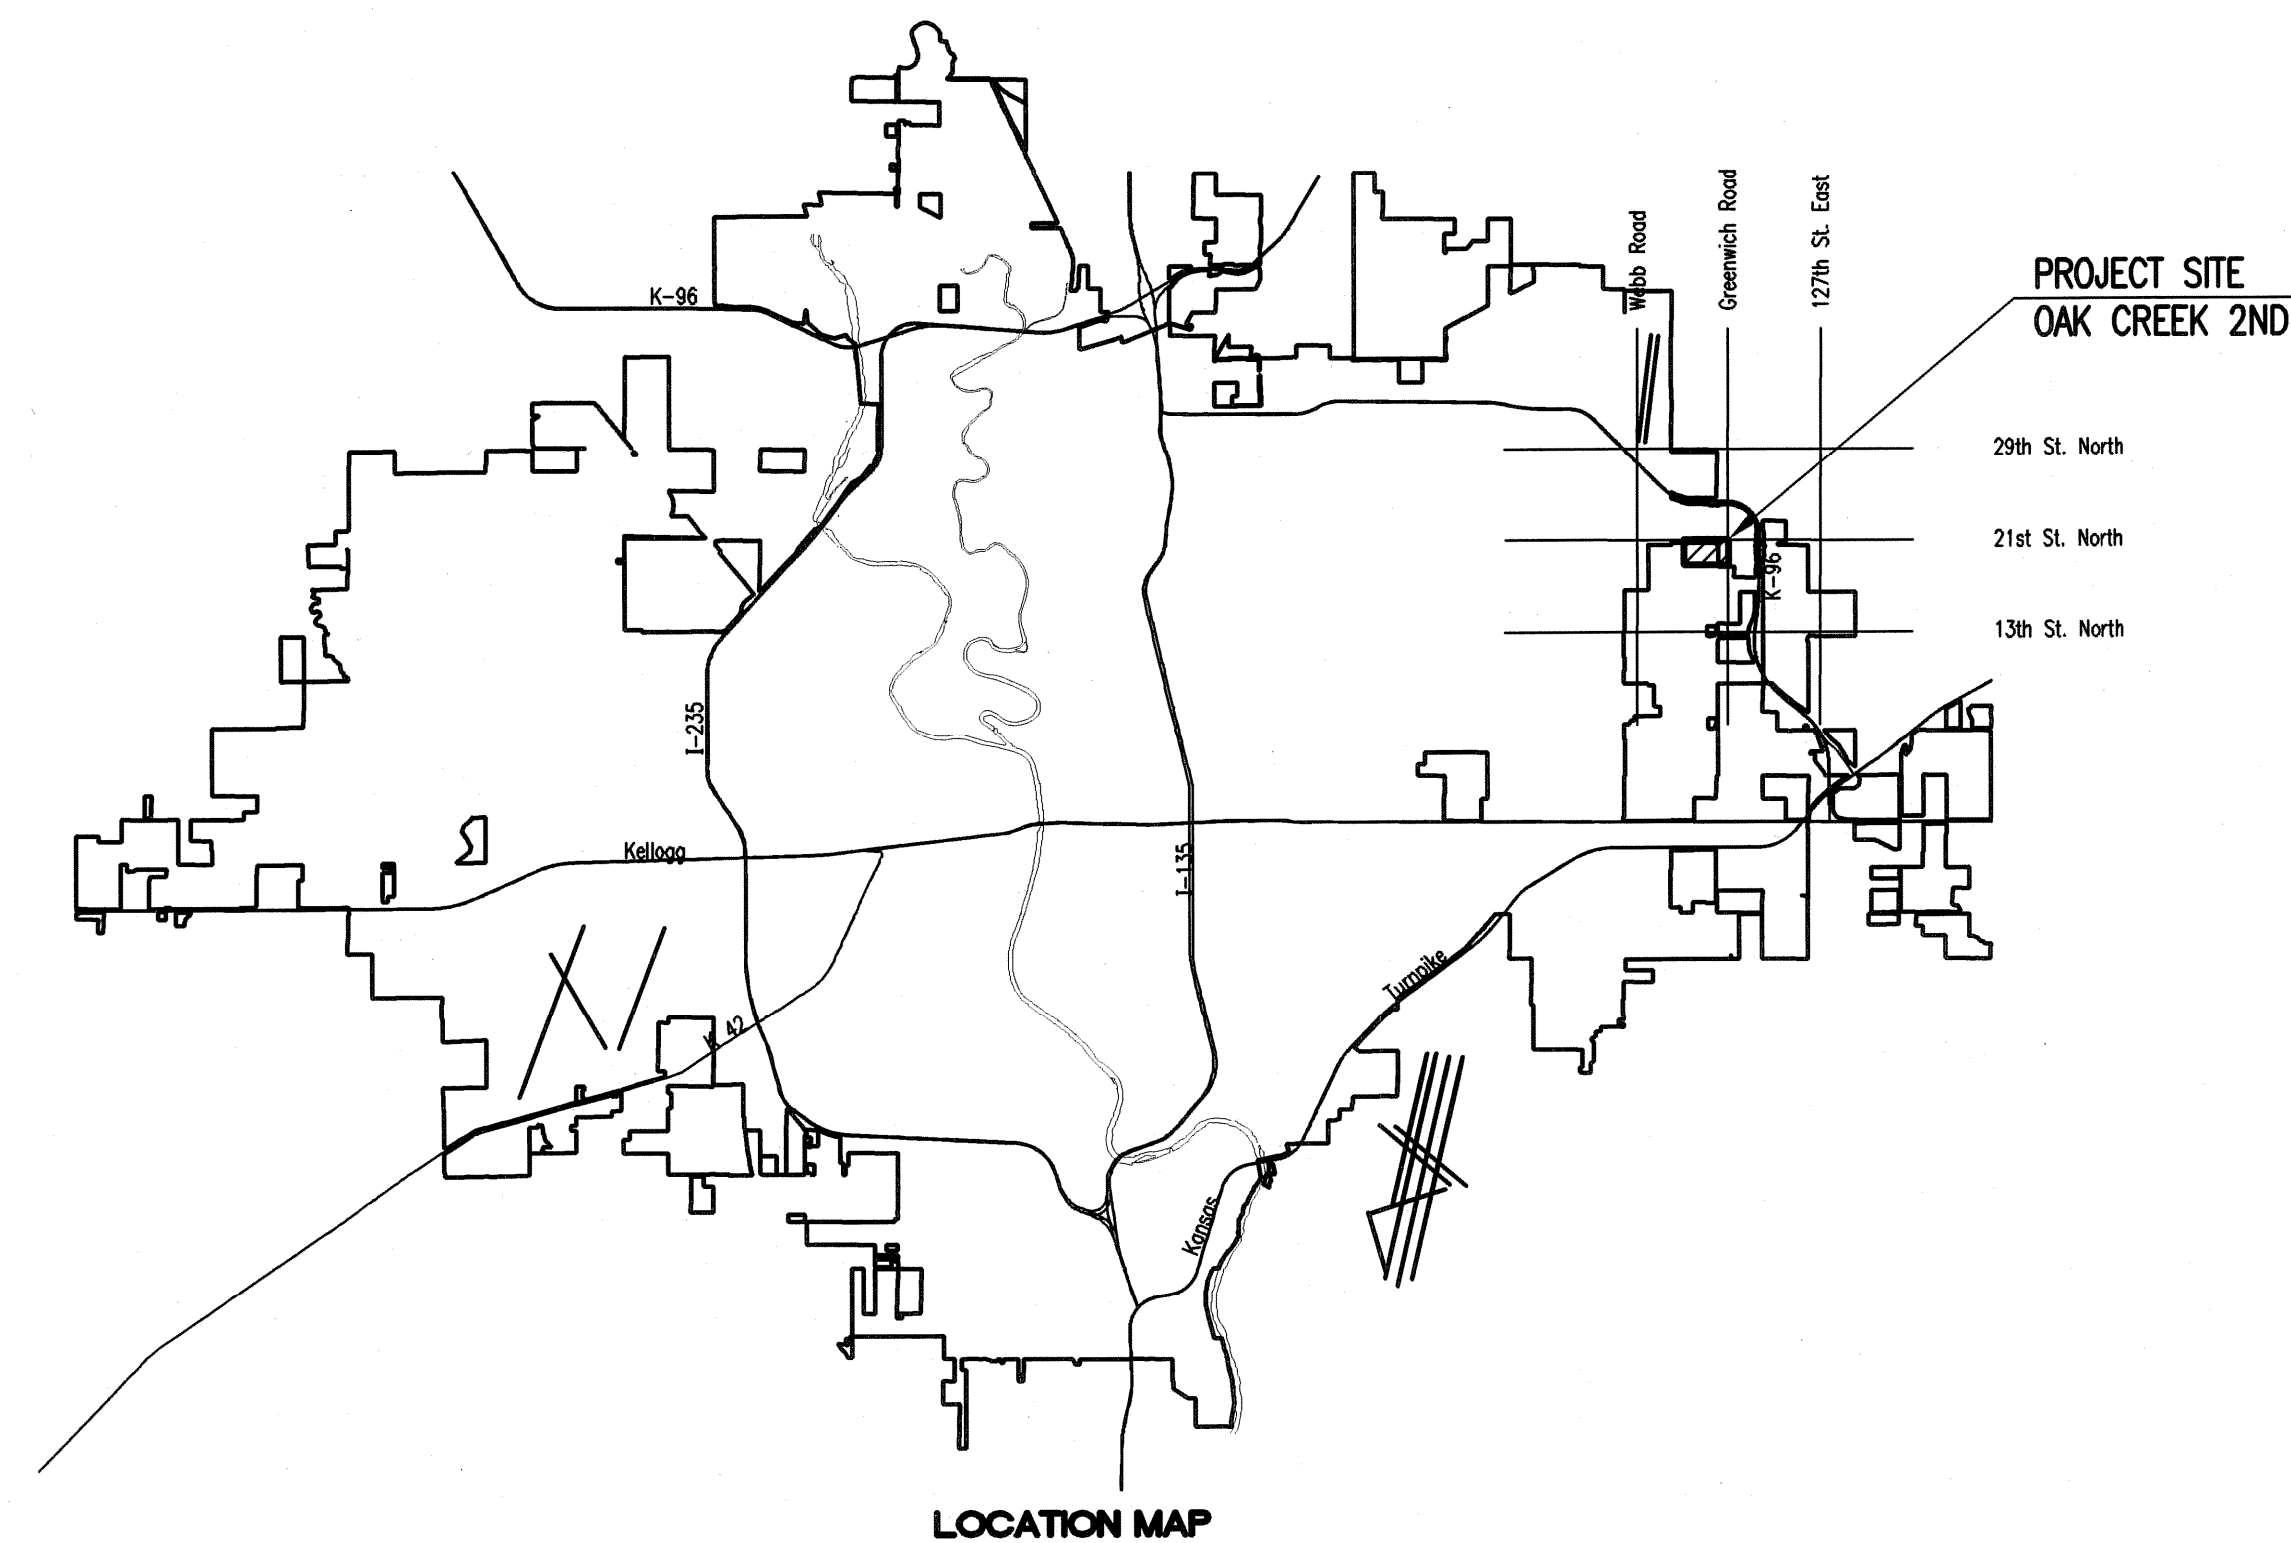 Webb Road
Greenwich Road
127th St. East
PROJECT SITE
OAK CREEK 2ND
K-96
29th St. North
21st St. North
K-96
13th St. North
I-235
Kellogg
I-135
Turnpike
K 42
Kansas
LOCATION MAP